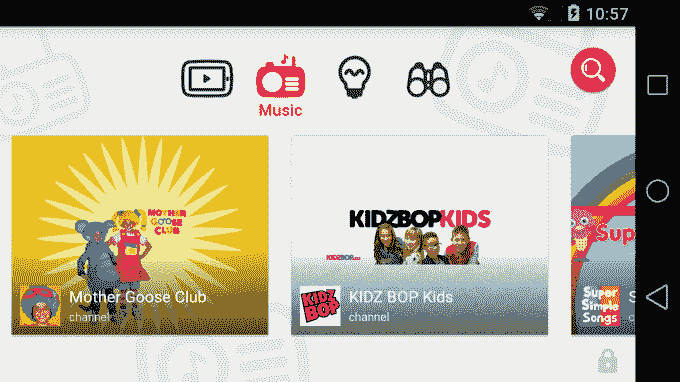 10:57
Music
MOTHER
GOOSE
CLUB
Mother Goose Club
channel
KIDZBOPKIDS
KIDZ
BOP
KIDZ BOP Kids
channel
Sup
Super
Simple
Songs
S
c